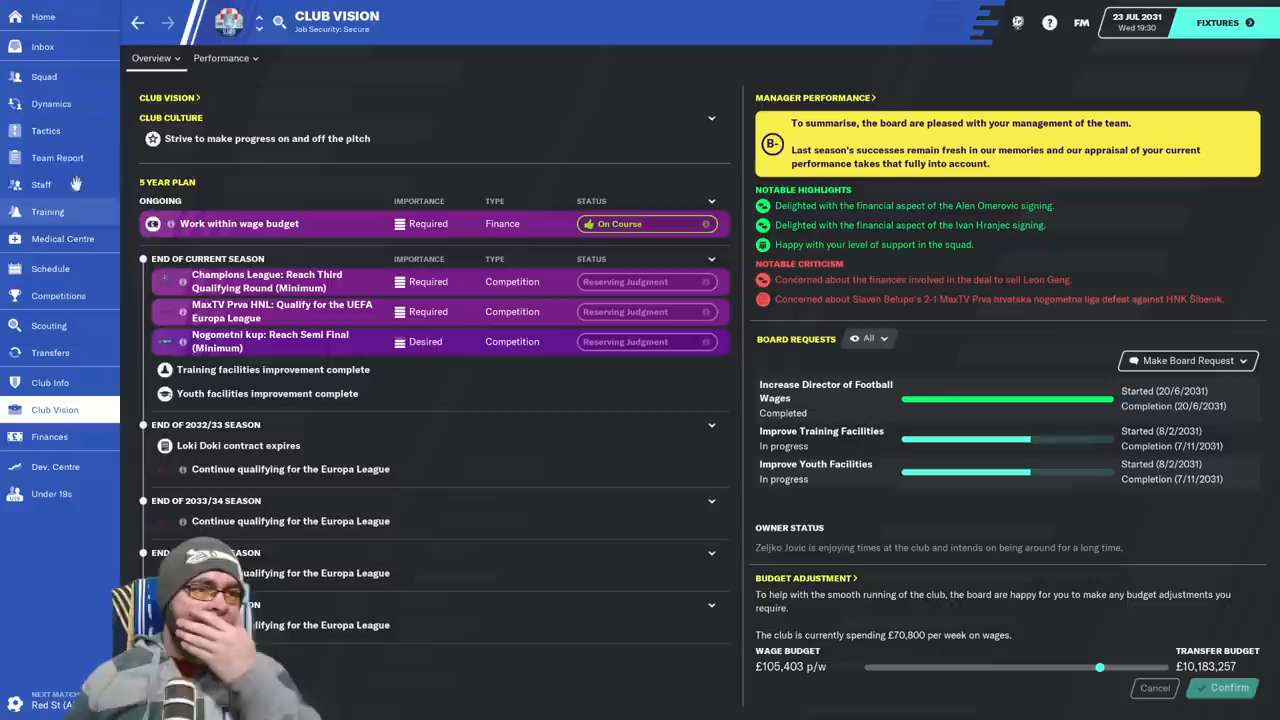 Home
CLUB VISION
Job Security: Secure
FM
23 JUL 2031
Wed 19:30
FIXTURES
Inbox
Squad
Dynamics
Tactics
Team Report
Staff
Training
Medical Centre
Schedule
Competitions
Scouting
Transfers
Club Info
Club Vision
Finances
Dev. Centre
Under 19s
NEXT MATC
Red St (A
Overview
Performance
CLUB VISION>
CLUB CULTURE
Strive to make progress on and off the pitch
5 YEAR PLAN
ONGOING IMPORTANCE TYPE STATUS
Work within wage budget Required Finance On Course
END OF CURRENT SEASON IMPORTANCE TYPE STATUS
Champions League: Reach Third
Qualifying Round (Minimum) Required Competition Reserving Judgment
MaxTV Prva HNL: Qualify for the UEFA
Europa League Required Competition Reserving Judgment
Nogometni kup: Reach Semi Final
(Minimum) Desired Competition Reserving Judgment
Training facilities improvement complete
Youth facilities improvement complete
END OF 2032/33 SEASON
Loki Doki contract expires
Continue qualifying for the Europa League
END OF 2033/34 SEASON
Continue qualifying for the Europa League
SEASON
qualifying for the Europa League
qualifying for the Europa League
MANAGER PERFORMANCE>
B-
To summarise, the board are pleased with your management of the team.
Last season's successes remain fresh in our memories and our appraisal of your current
performance takes that fully into account.
NOTABLE HIGHLIGHTS
Delighted with the financial aspect of the Alen Omerovic signing.
Delighted with the financial aspect of the Ivan Hranjec signing.
Happy with your level of support in the squad.
NOTABLE CRITICISM
Concerned about the finances involved in the deal to sell Leon Geng.
Concerned about Slaven Belupo's 2-1 MaxTV Prva hrvatska nogometna liga defeat against HNK Šibenik.
BOARD REQUESTS
All
Make Board Request
Increase Director of Football
Wages
Completed
Started (20/6/2031)
Completion (20/6/2031)
Improve Training Facilities
In progress
Started (8/2/2031)
Completion (7/11/2031)
Improve Youth Facilities
In progress
Started (8/2/2031)
Completion (7/11/2031)
OWNER STATUS
Zeljko Jovic is enjoying times at the club and intends on being around for a long time.
BUDGET ADJUSTMENT>
To help with the smooth running of the club, the board are happy for you to make any budget adjustments you
require.
The club is currently spending £70,800 per week on wages.
WAGE BUDGET TRANSFER BUDGET
£105,403 p/w £10,183,257
Cancel
Confirm